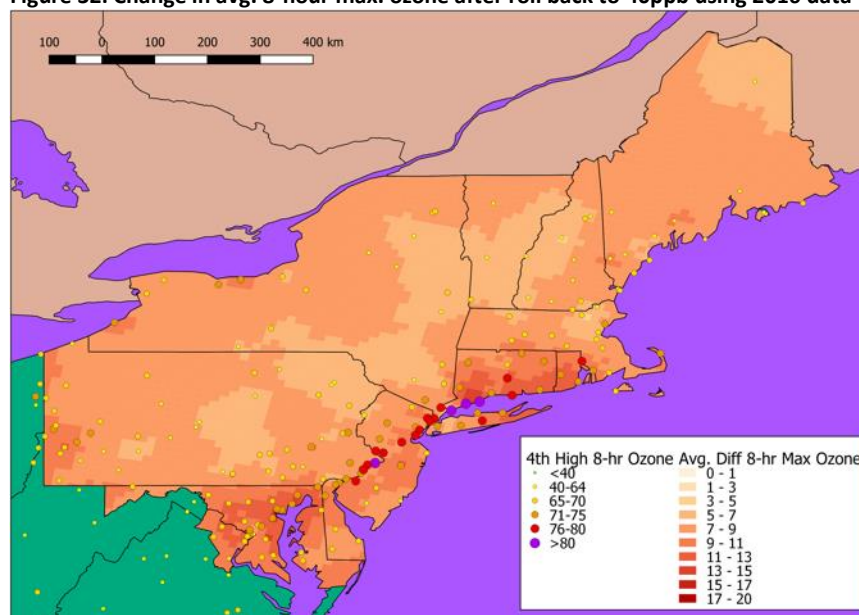 Figure 32. Change in avg. 8-hour max. ozone after roll back to 40ppb using 2016 data
100 0 100 200 300 400 km
4th High 8-hr Ozone
<40
40-64
65-70
71-75
76-80
>80
Avg. Diff 8-hr Max Ozone
0 - 1
1 - 3
3 - 5
5 - 7
7 - 9
9 - 11
11 - 13
13 - 15
15 - 17
17 - 20